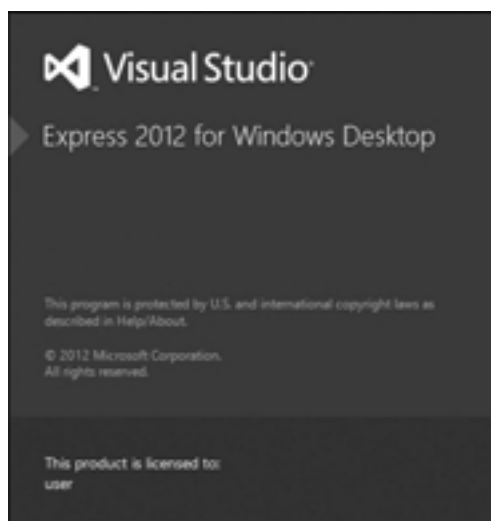 Visual Studio
Express 2012 for Windows Desktop
This program is protected by U.S. and international copyright laws as
described in Help/About.
© 2012 Microsoft Corporation.
All rights reserved.
This product is licensed to:
user